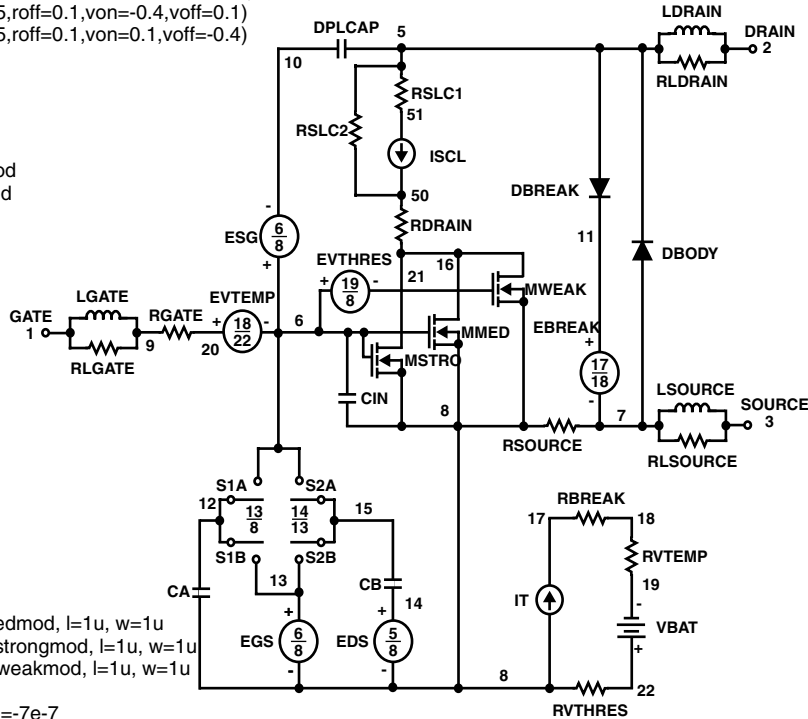 5,roff=0.1,von=-0.4,voff=0.1)
5,roff=0.1,von=0.1,voff=-0.4)
LDRAIN
DPLCAP
5
DRAIN
2
10
RLDRAIN
RSLC1
51
RSLC2
ISCL
od
d
50
DBREAK
RDRAIN
ESG
6
8
-
+
11
DBODY
EVTHRES
+
19
8
-
16
21
MWEAK
LGATE
EVTEMP
GATE
1
RGATE
+
18
22
-
6
MMED
EBREAK
+
9
20
RLGATE
MSTRO
17
18
-
LSOURCE
CIN
8
7
SOURCE
3
RSOURCE
RLSOURCE
S1A
S2A
12
13
8
14
13
15
S1B
S2B
13
RBREAK
17
18
RVTEMP
CA
CB
14
IT
19
-
VBAT
+
edmod, l=1u, w=1u
strongmod, l=1u, w=1u
weakmod, l=1u, w=1u
+
EGS
6
8
-
+
EDS
5
8
-
8
22
RVTHRES
=-7e-7